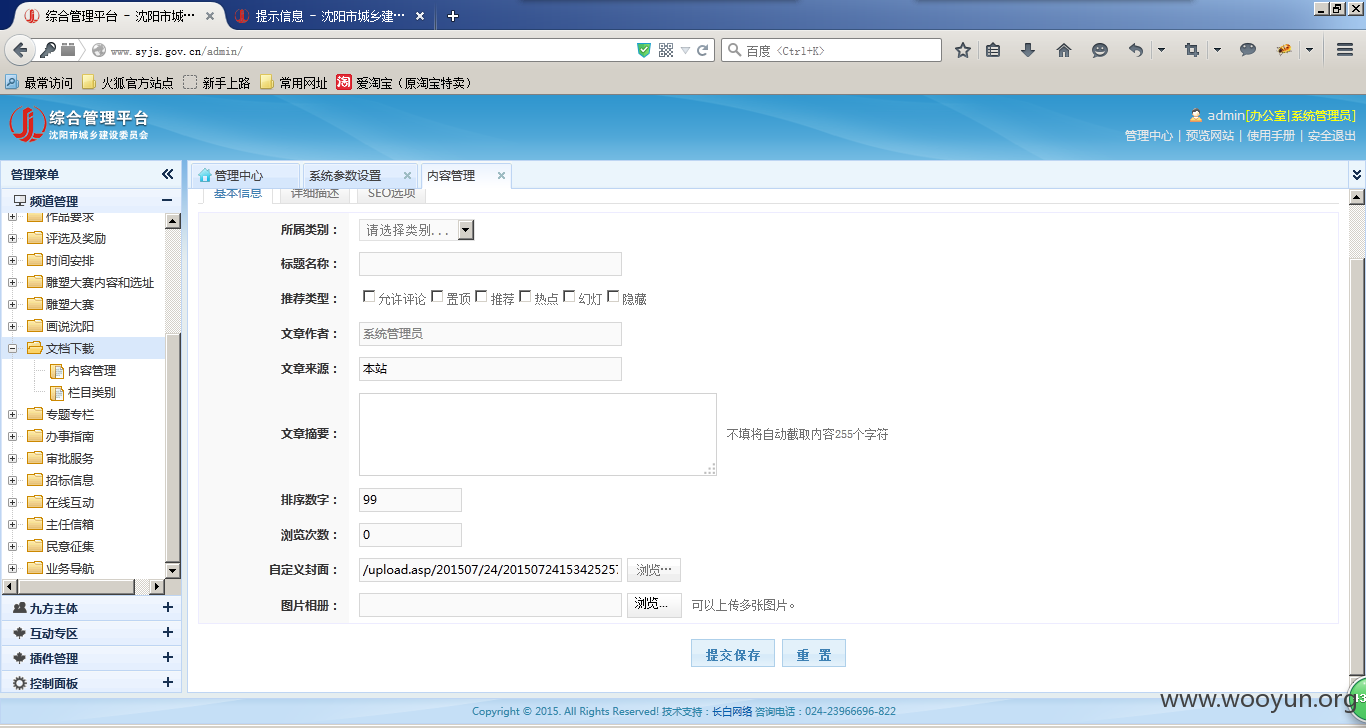 综合管理平台 - 沈阳市城…
提示信息 - 沈阳市城乡建…
www.syjs.gov.cn/admin/
百度 <Ctrl+K>
最常访问 火狐官方站点 新手上路 常用网址 爱淘宝（原淘宝特卖）
综合管理平台
沈阳市城乡建设委员会
admin[办公室|系统管理员]
管理中心 | 预览网站 | 使用手册 | 安全退出
管理菜单
频道管理
作品要求
评选及奖励
时间安排
雕塑大赛内容和选址
雕塑大赛
画说沈阳
文档下载
内容管理
栏目类别
专题专栏
办事指南
审批服务
招标信息
在线互动
主任信箱
民意征集
业务导航
九方主体
互动专区
插件管理
控制面板
管理中心 系统参数设置 内容管理
基本信息 详细描述 SEO选项
所属类别： 请选择类别...
标题名称：
推荐类型： 允许评论 置顶 推荐 热点 幻灯 隐藏
文章作者： 系统管理员
文章来源： 本站
文章摘要： 不填将自动截取内容255个字符
排序数字： 99
浏览次数： 0
自定义封面： /upload.asp/201507/24/2015072415342525 浏览…
图片相册： 浏览... 可以上传多张图片。
提交保存 重 置
Copyright © 2015. All Rights Reserved! 技术支持：长白网络 咨询电话：024-23966696-822
www.wooyun.org